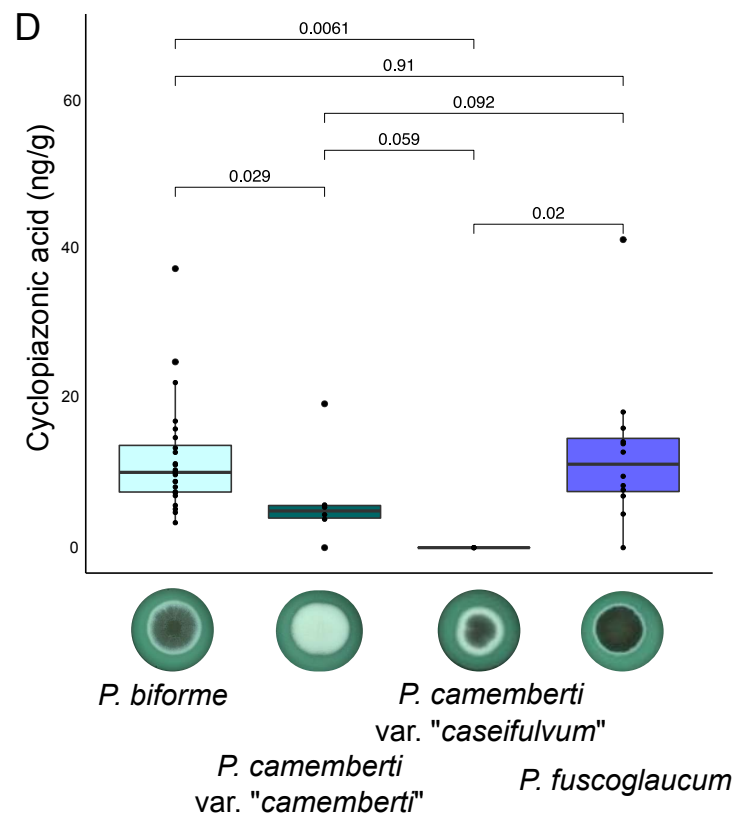 D
0.0061
0.91
60
0.092
0.059
0.029
0.02
40
20
0
Cyclopiazonic acid (ng/g)
P. biforme
P. camemberti
var. "caseifulvum"
P. camemberti
var. "camemberti"
P. fuscoglaucum